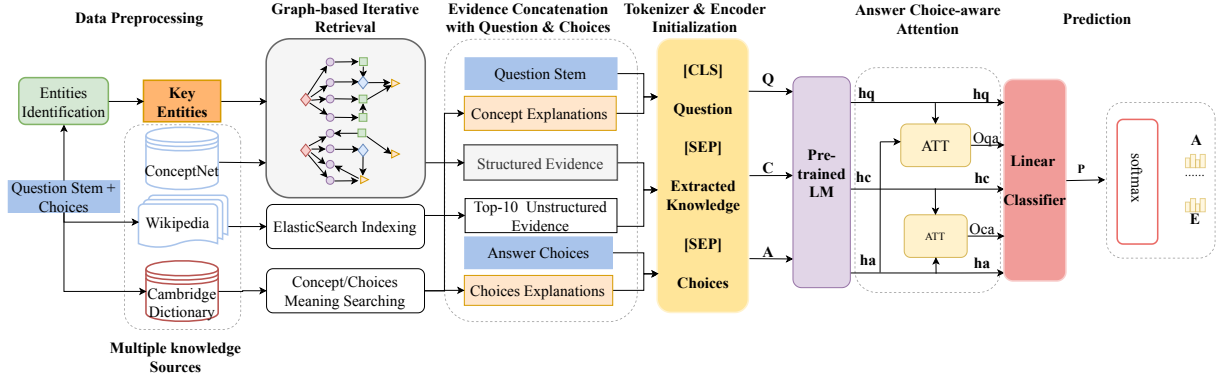 Data Preprocessing
Graph-based Iterative
Retrieval
Evidence Concatenation
with Question & Choices
Tokenizer & Encoder
Initialization
Answer Choice-aware
Attention
Prediction
Entities
Identification
Key
Entities
ConceptNet
Question Stem +
Choices
Wikipedia
Cambridge
Dictionary
Multiple knowledge
Sources
ElasticSearch Indexing
Concept/Choices
Meaning Searching
Question Stem
Concept Explanations
Structured Evidence
Top-10 Unstructured
Evidence
Answer Choices
Choices Explanations
[CLS]
Question
[SEP]
Extracted
Knowledge
[SEP]
Choices
Q
C
A
Pre-
trained
LM
hq
hq
ATT
Oqa
hc
hc
ATT
Oca
ha
ha
Linear
Classifier
P
softmax
A
......
E